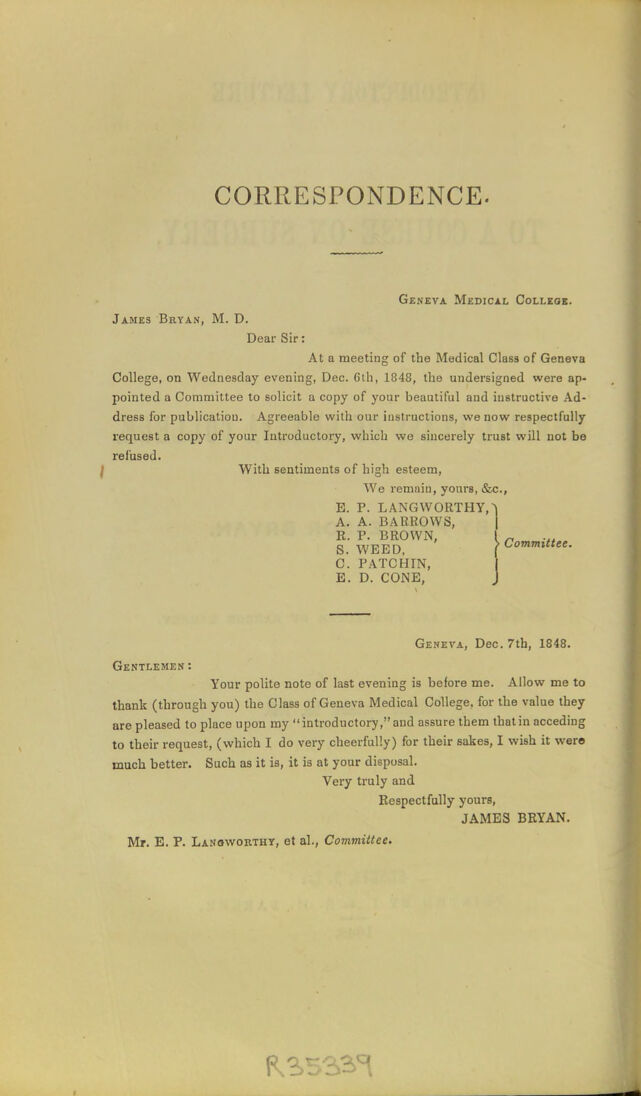 CORRESPONDENCE.
GENEVA MEDICAL COLLEGE.
JAMES BRYAN, M. D.
Dear Sir:
At a meeting of the Medical Class of Geneva
College, on Wednesday evening, Dec. 6th, 1848, the undersigned were ap-
pointed a Committee to solicit a copy of your beautiful and instructive Ad-
dress for publication. Agreeable with our instructions, we now respectfully
request a copy of your Introductory, which we sincerely trust will not be
refused.
With sentiments of high esteem,
We remain, yours, &c.,
E. P. LANGWORTHY,
A. A. BARROWS,
R. P. BROWN,
S. WEED,
C. PATCHIN,
E. D. CONE,
Committee.
GENEVA, Dec. 7th, 1848.
GENTLEMEN:
Your polite note of last evening is before me. Allow me to
thank (through you) the Class of Geneva Medical College, for the value they
are pleased to place upon my "introductory," and assure them that in acceding
to their request, (which I do very cheerfully) for their sakes, I wish it were
much better. Such as it is, it is at your disposal.
Very truly and
Respectfully yours,
JAMES BRYAN.
Mr. E. P. LANGWORTHY, et al., Committee.
R35339